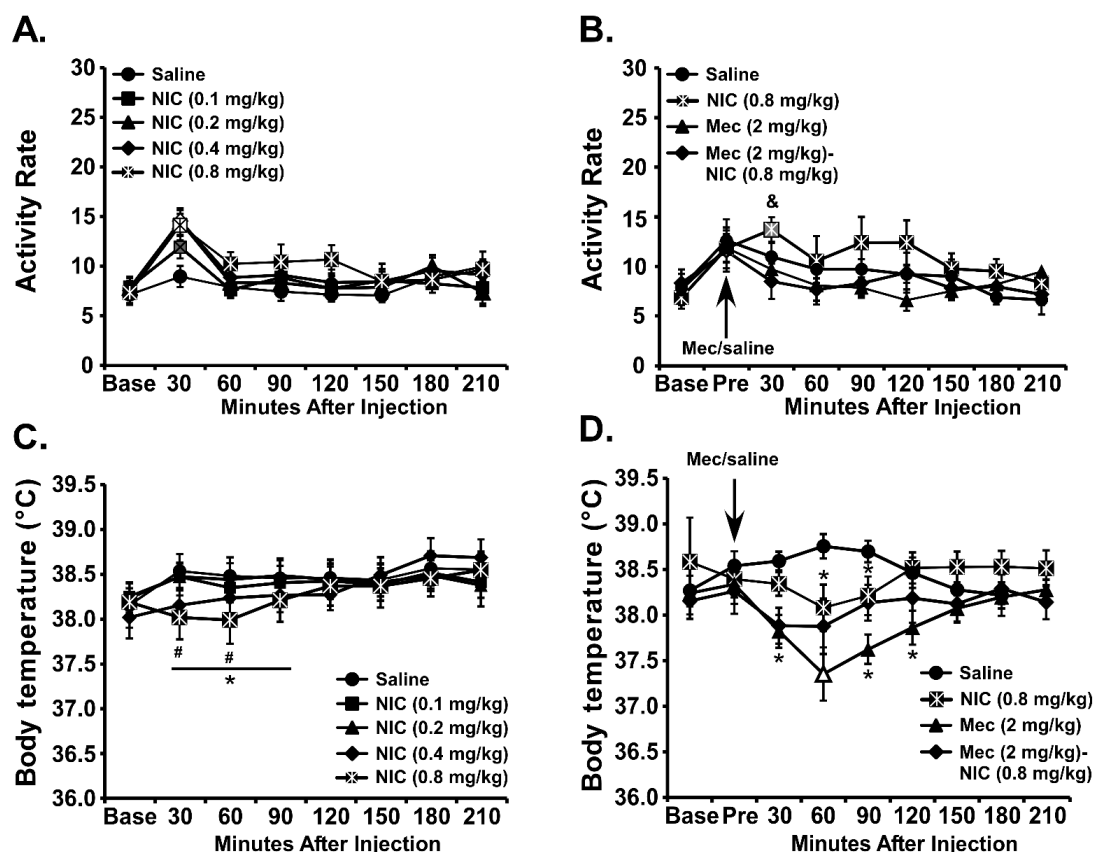 A.
Activity Rate
30
25
20
15
10
5
0
Saline
NIC (0.1 mg/kg)
NIC (0.2 mg/kg)
NIC (0.4 mg/kg)
NIC (0.8 mg/kg)
Base 30 60 90 120 150 180 210
Minutes After Injection
B.
Activity Rate
30
25
20
15
10
5
0
Saline
NIC (0.8 mg/kg)
Mec (2 mg/kg)
Mec (2 mg/kg)-
NIC (0.8 mg/kg)
&
Mec/saline
Base Pre 30 60 90 120 150 180 210
Minutes After Injection
C.
Body temperature (°C)
39.5
39.0
38.5
38.0
37.5
37.0
36.5
36.0
# #
*
Saline
NIC (0.1 mg/kg)
NIC (0.2 mg/kg)
NIC (0.4 mg/kg)
NIC (0.8 mg/kg)
Base 30 60 90 120 150 180 210
Minutes After Injection
D.
Mec/saline
Body temperature (°C)
39.5
39.0
38.5
38.0
37.5
37.0
36.5
36.0
* *
* * *
Saline
NIC (0.8 mg/kg)
Mec (2 mg/kg)
Mec (2 mg/kg)-
NIC (0.8 mg/kg)
Base Pre 30 60 90 120 150 180 210
Minutes After Injection